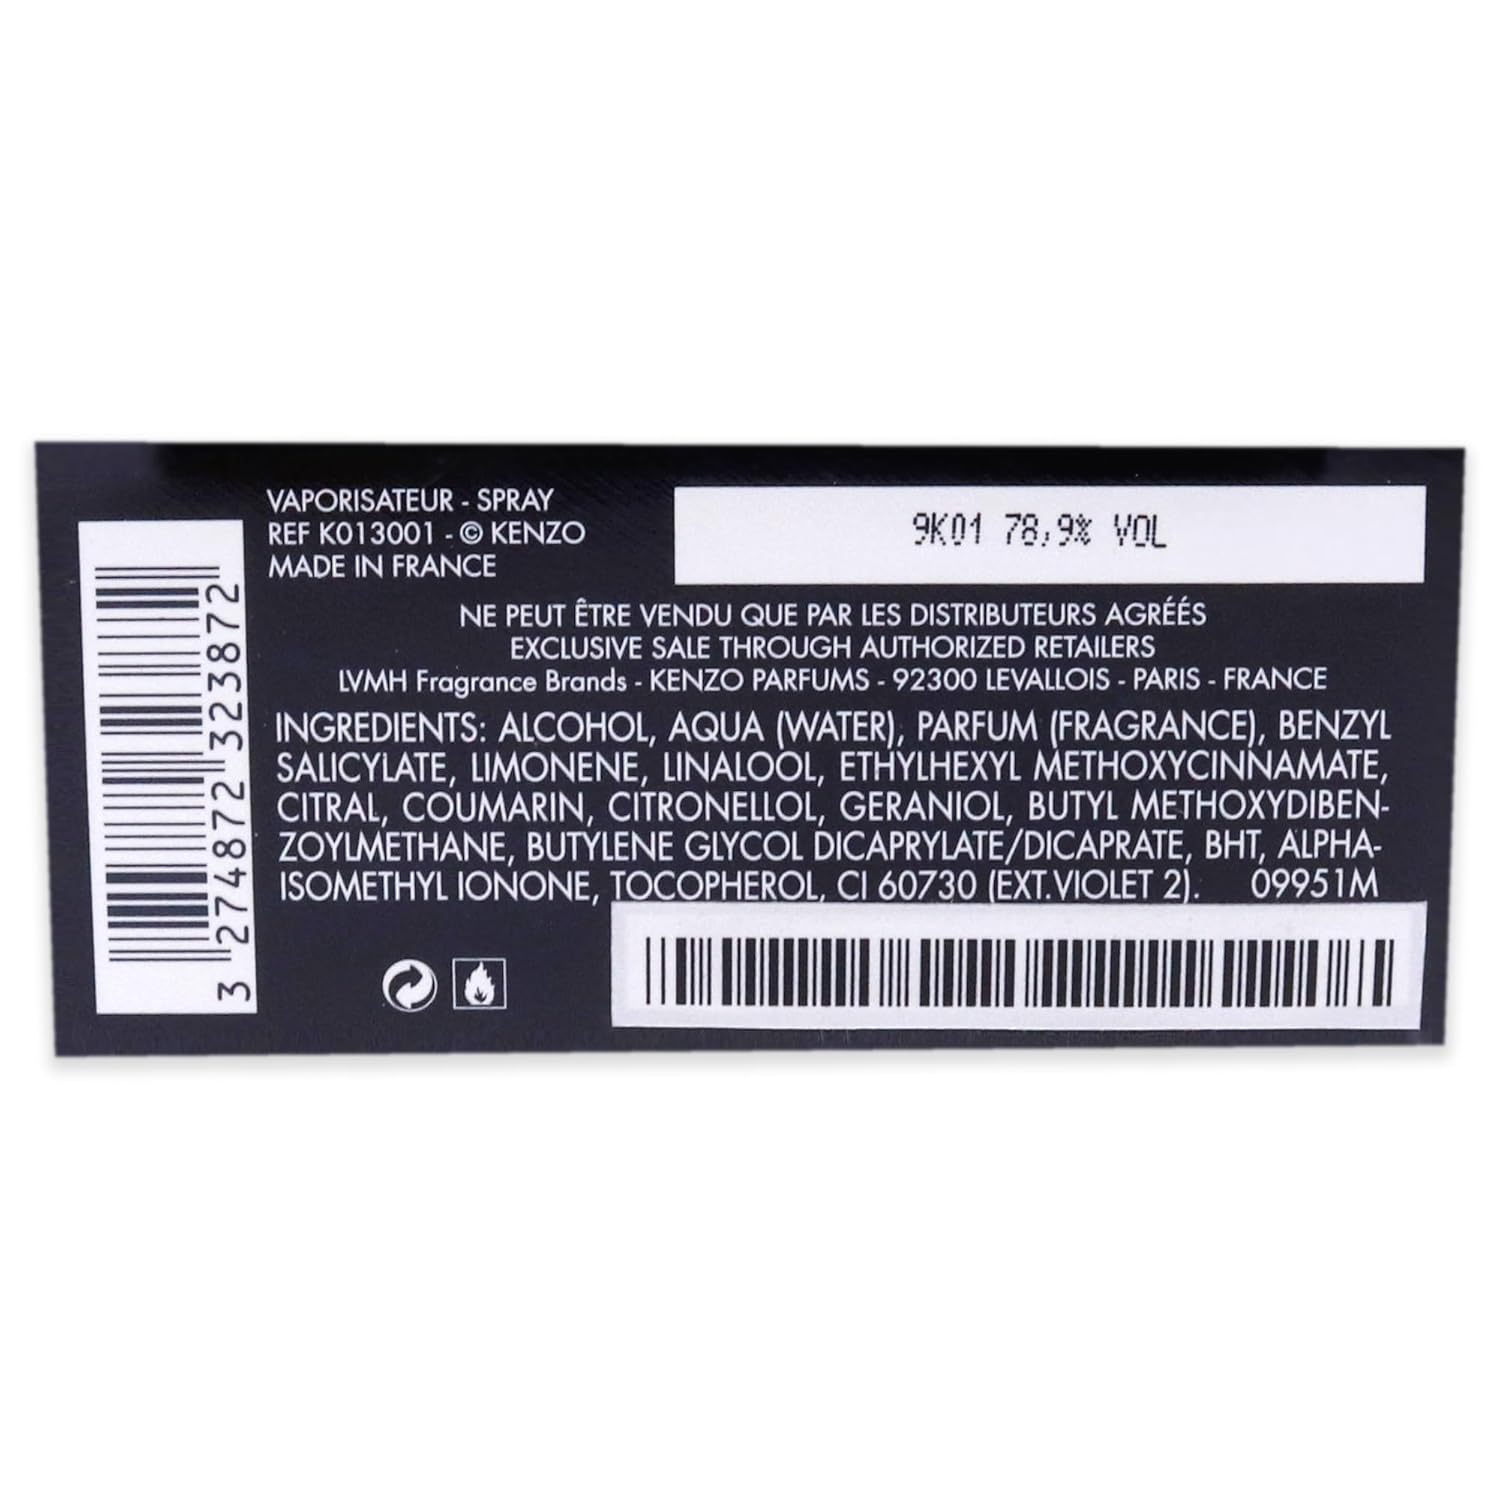 VAPORISATEUR - SPRAY
REF K013001 - © KENZO
MADE IN FRANCE
9K01 78,9% VOL
NE PEUT ÊTRE VENDU QUE PAR LES DISTRIBUTEURS AGRÉÉS
EXCLUSIVE SALE THROUGH AUTHORIZED RETAILERS
LVMH Fragrance Brands - KENZO PARFUMS - 92300 LEVALLOIS - PARIS - FRANCE
INGREDIENTS: ALCOHOL, AQUA (WATER), PARFUM (FRAGRANCE), BENZYL
SALICYLATE, LIMONENE, LINALOOL, ETHYLHEXYL METHOXYCINNAMATE,
CITRAL, COUMARIN, CITRONELLOL, GERANIOL, BUTYL METHOXYDIBEN-
ZOYLMETHANE, BUTYLENE GLYCOL DICAPRYLATE/DICAPRATE, BHT, ALPHA-
ISOMETHYL IONONE, TOCOPHEROL, CI 60730 (EXT.VIOLET 2). 09951M
3 274872 323872